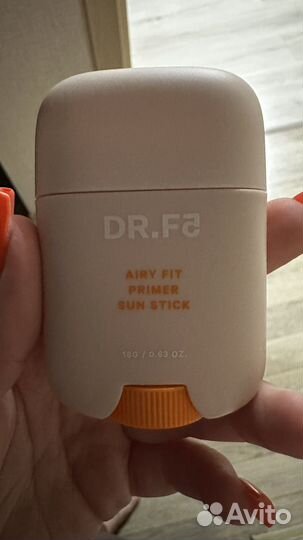 DR.F5
AIRY FIT
PRIMER
SUN STICK
18G / 0.63 OZ.
Avito